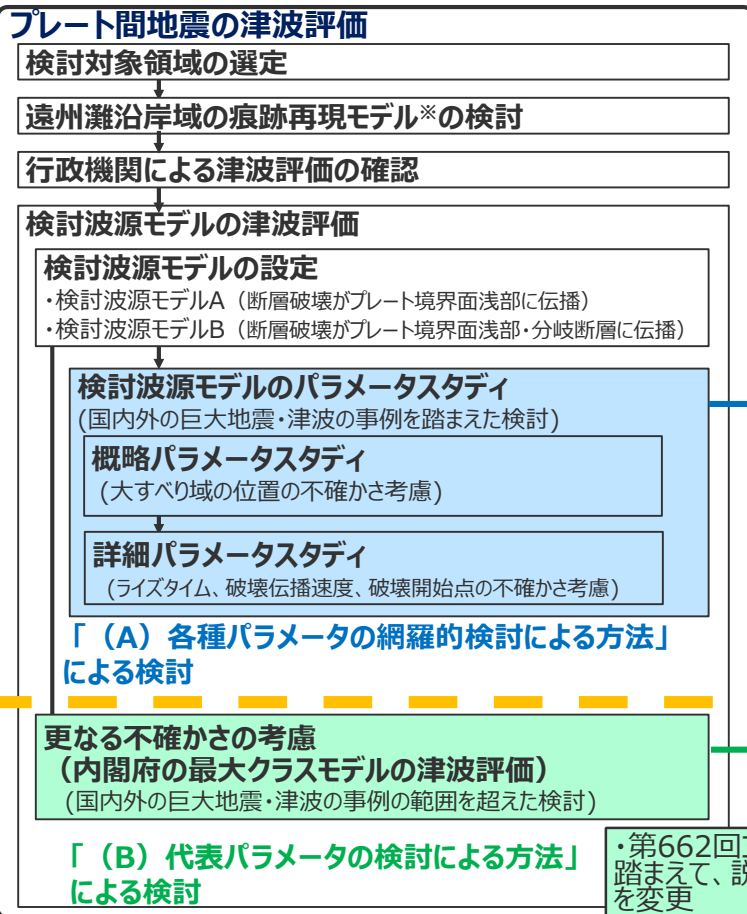 プレート間地震の津波評価
検討対象領域の選定
遠州灘沿岸域の痕跡再現モデル※の検討
行政機関による津波評価の確認
検討波源モデルの津波評価
検討波源モデルの設定
・検討波源モデルA（断層破壊がプレート境界面浅部に伝播）
・検討波源モデルB（断層破壊がプレート境界面浅部・分岐断層に伝播）
検討波源モデルのパラメータスタディ
(国内外の巨大地震・津波の事例を踏まえた検討)
概略パラメータスタディ
(大すべり域の位置の不確かさ考慮)
詳細パラメータスタディ
(ライズタイム、破壊伝播速度、破壊開始点の不確かさ考慮)
「（A）各種パラメータの網羅的検討による方法」
による検討
更なる不確かさの考慮
（内閣府の最大クラスモデルの津波評価）
(国内外の巨大地震・津波の事例の範囲を超えた検討)
「（B）代表パラメータの検討による方法」
による検討
・第662回
踏まえて、説
を変更